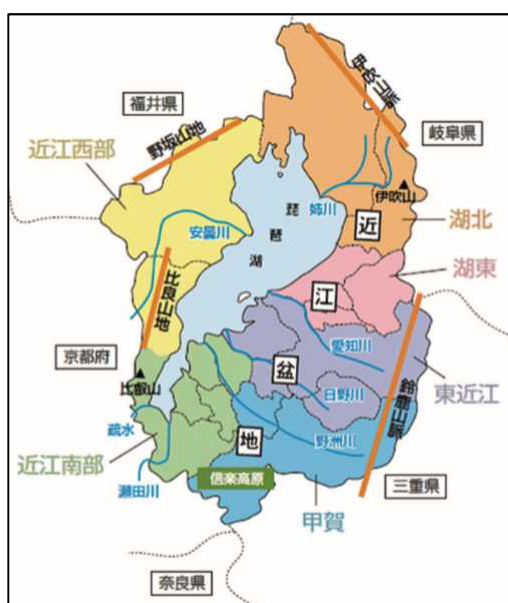 伊吹山系
福井県
野坂山地
岐阜県
近江西部
伊吹山
姉川
琵琶湖
近
湖北
安曇川
湖東
江
比良山地
愛知川
京都府
盆
鈴鹿山脈
東近江
比叡山
日野川
疏水
野洲川
近江南部
地
信楽高原
三重県
瀬田川
甲賀
奈良県